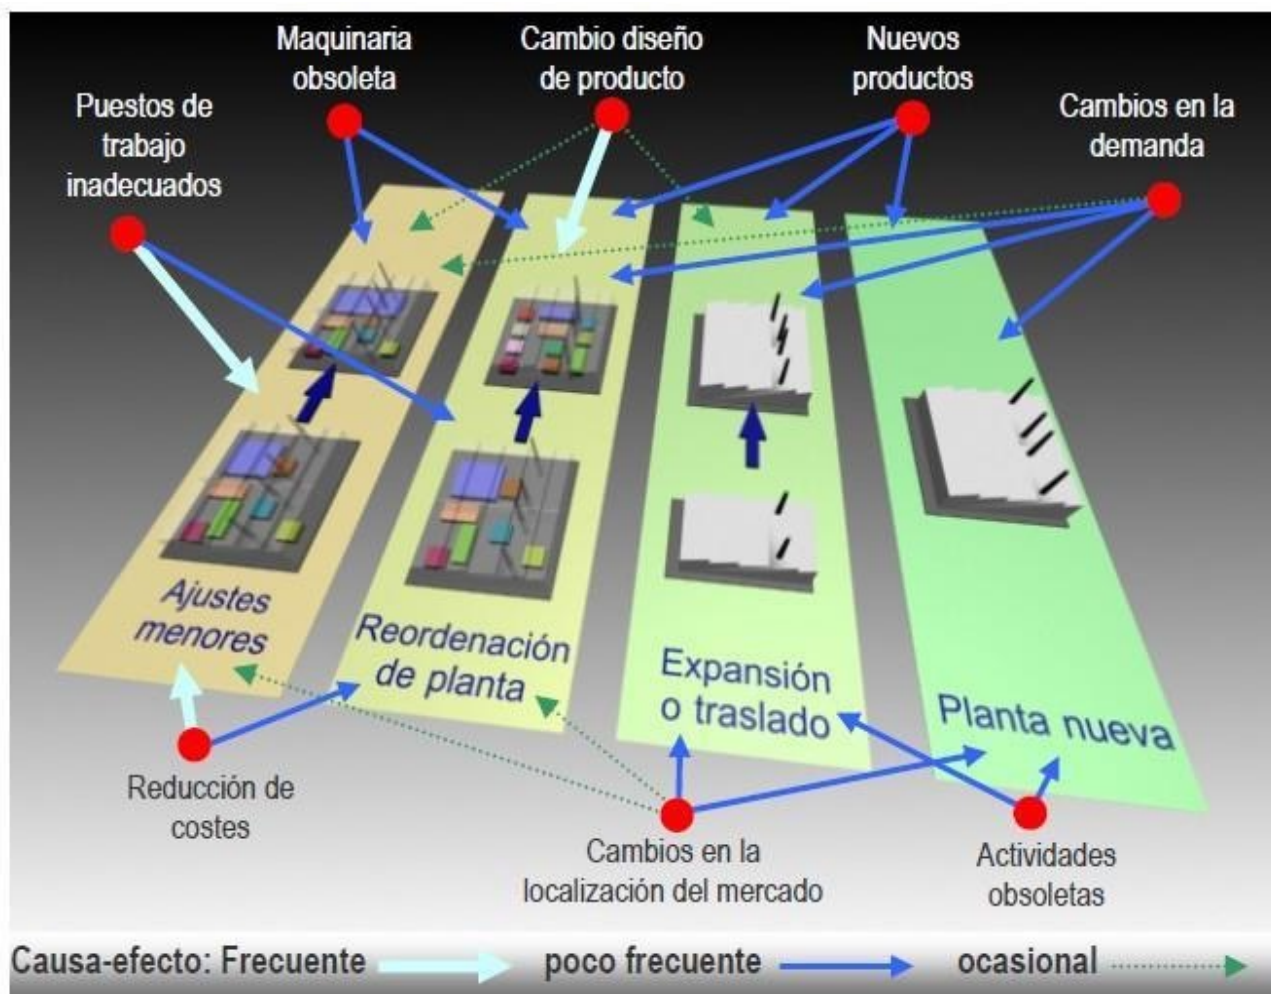 Maquinaria
obsoleta
Cambio diseño
de producto
Nuevos
productos
Puestos de
trabajo
inadecuados
Cambios en la
demanda
Ajustes
menores
Reordenación
de planta
Expansión
o traslado
Planta nueva
Reducción de
costes
Cambios en la
localización del mercado
Actividades
obsoletas
Causa-efecto: Frecuente poco frecuente ocasional